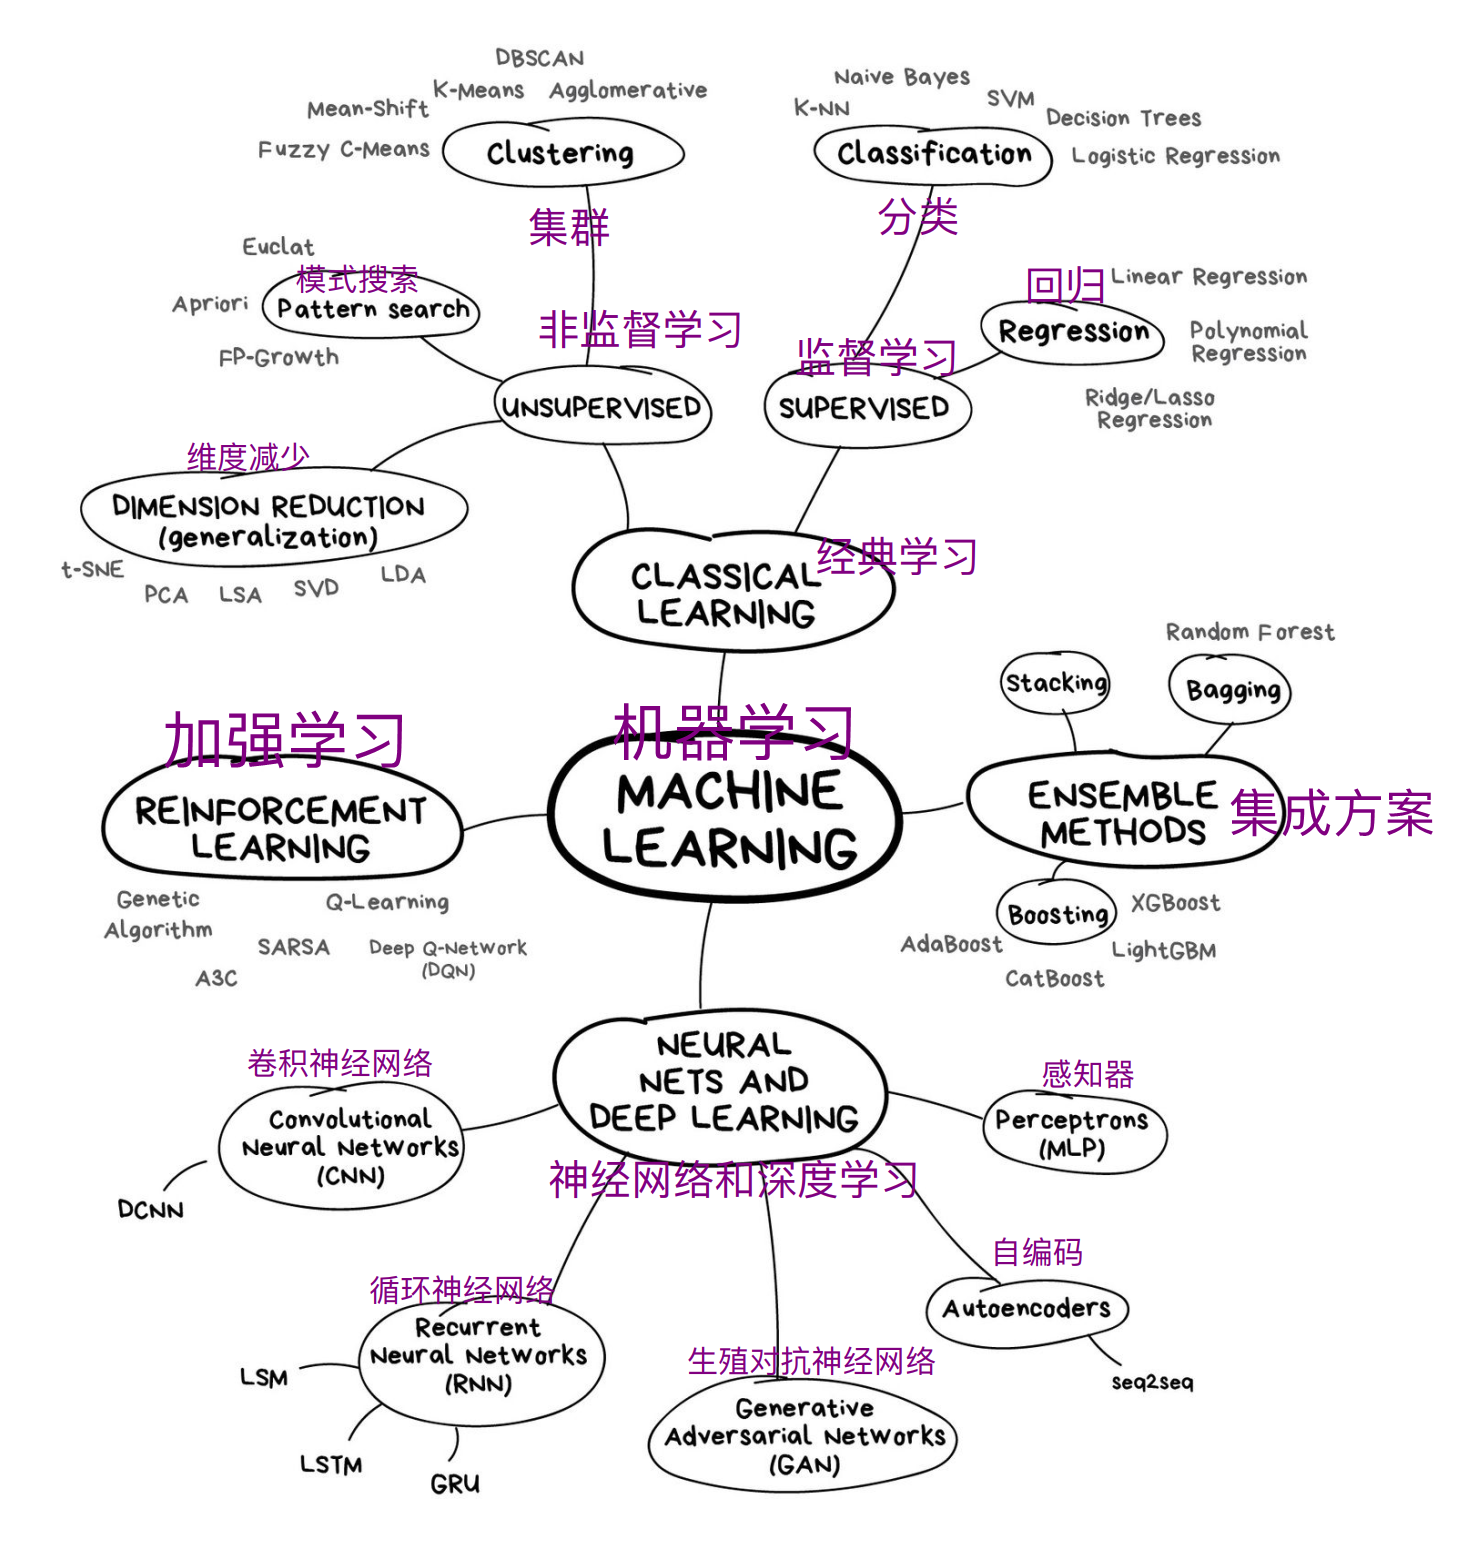 DBSCAN
K-Means
Agglomerative
Mean-Shift
Fuzzy C-Means
Clustering
集群
Naive Bayes
K-NN
SVM
Decision Trees
Logistic Regression
Classification
分类
Euclat
模式搜索
Pattern search
Apriori
FP-Growth
非监督学习
UNSUPERVISED
回归
Linear Regression
Regression
Polynomial
Regression
Ridge/Lasso
Regression
监督学习
SUPERVISED
维度减少
DIMENSION REDUCTION
(generalization)
t-SNE
PCA
LSA
SVD
LDA
经典学习
CLASSICAL
LEARNING
Random Forest
Stacking
Bagging
加强学习
REINFORCEMENT
LEARNING
机器学习
MACHINE
LEARNING
ENSEMBLE
METHODS
集成方案
Genetic
Algorithm
Q-Learning
SARSA
Deep Q-Network
(DQN)
A3C
Boosting
XGBoost
AdaBoost
LightGBM
CatBoost
NEURAL
NETS AND
DEEP LEARNING
神经网络和深度学习
卷积神经网络
Convolutional
Neural Networks
(CNN)
DCNN
感知器
Perceptrons
(MLP)
自编码
Autoencoders
seq2seq
循环神经网络
Recurrent
Neural Networks
(RNN)
LSM
LSTM
GRU
生殖对抗神经网络
Generative
Adversarial Networks
(GAN)